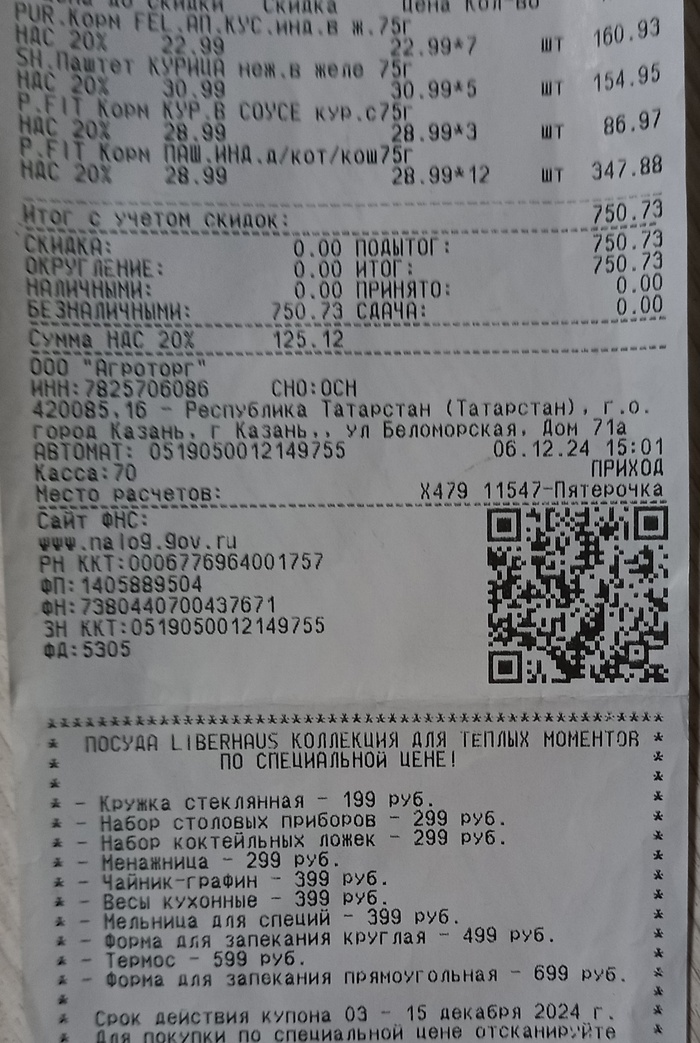 скидки Скидка Цена Кол-во
PUR.Корм FEL.АП.КУС.инд.в ж.75г
НДС 20% 22.99 22.99*7 шт 160.93
SH.Паштет КУРИЦА неж.в желе 75г
НДС 20% 30.99 30.99*5 шт 154.95
P.FIT Корм КУР.В СОУСЕ кур.с75г
НДС 20% 28.99 28.99*3 шт 86.97
P.FIT Корм ПАШ.ИНД.д/кот/кош75г
НДС 20% 28.99 28.99*12 шт 347.88
Итог с учетом скидок: 750.73
СКИДКА: 0.00 ПОДЫТОГ: 750.73
ОКРУГЛЕНИЕ: 0.00 ИТОГ: 750.73
НАЛИЧНЫМИ: 0.00 ПРИНЯТО: 0.00
БЕЗНАЛИЧНЫМИ: 750.73 СДАЧА: 0.00
Сумма НДС 20% 125.12
ООО "Агроторг"
ИНН:7825706086 СНО:ОСН
420085,16 - Республика Татарстан (Татарстан), г.о.
город Казань, г Казань,, ул Беломорская, Дом 71а
АВТОМАТ: 0519050012149755 06.12.24 15:01
Касса:70 ПРИХОД
Место расчетов: X479 11547-Пятерочка
Сайт ФНС:
www.nalog.gov.ru
РН ККТ:0006776964001757
ФП:1405889504
ФН:7380440700437671
ЗН ККТ:0519050012149755
ФД:5305
****************************************************
* ПОСУДА LIBERHAUS КОЛЛЕКЦИЯ ДЛЯ ТЕПЛЫХ МОМЕНТОВ *
* ПО СПЕЦИАЛЬНОЙ ЦЕНЕ! *
* *
* - Кружка стеклянная - 199 руб. *
* - Набор столовых приборов - 299 руб. *
* - Набор коктейльных ложек - 299 руб. *
* - Менажница - 299 руб. *
* - Чайник-графин - 399 руб. *
* - Весы кухонные - 399 руб. *
* - Мельница для специй - 399 руб. *
* - Форма для запекания круглая - 499 руб. *
* - Термос - 599 руб. *
* - Форма для запекания прямоугольная - 699 руб. *
* *
* Срок действия купона 03 - 15 декабря 2024 г. *
* Для покупки по специальной цене отсканируйте *